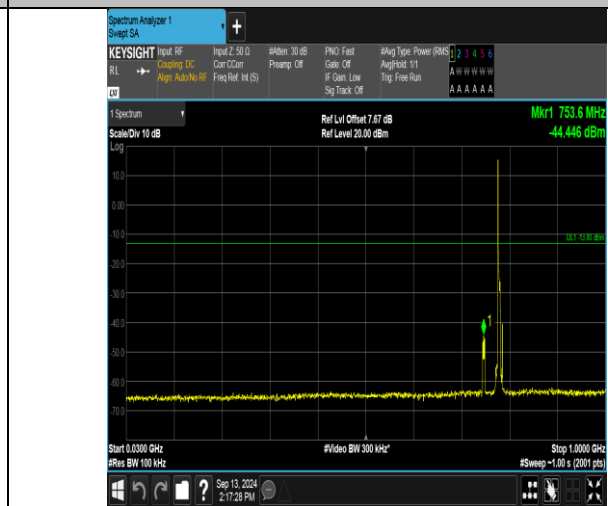 Spectrum Analyzer 1
Swept SA
+
KEYSIGHT Input: RF Input Z: 50 Ω #Atten: 30 dB PNO: Fast #Avg Type: Power (RMS 1 2 3 4 5 6
RL Coupling: DC Corr CCorr Preamp: Off Gate: Off Avg|Hold: 1/1 A W W W W W
Align: Auto/No RF Freq Ref: Int (S) IF Gain: Low Trig: Free Run
LXI Sig Track: Off A A A A A A
1 Spectrum Ref Lvl Offset 7.67 dB Mkr1 753.6 MHz
Scale/Div 10 dB Ref Level 20.00 dBm -44.446 dBm
Log
10.0
0.00
-10.0 DL1 -13.00 dBm
-20.0
-30.0
1
-40.0
-50.0
-60.0
-70.0
Start 0.0300 GHz #Video BW 300 kHz* Stop 1.0000 GHz
#Res BW 100 kHz #Sweep ~1.00 s (2001 pts)
? Sep 13, 2024
2:17:28 PM